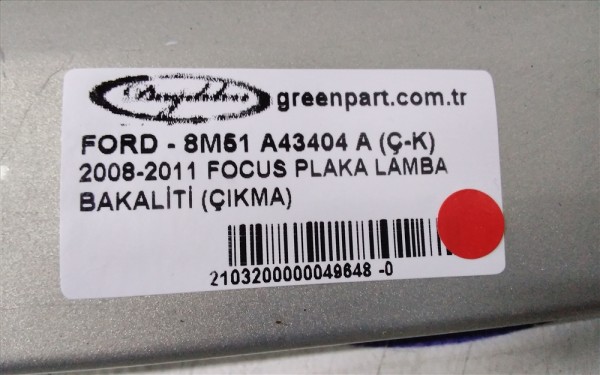 greenpart.com.tr
FORD - 8M51 A43404 A (Ç-K)
2008-2011 FOCUS PLAKA LAMBA
BAKALİTİ (ÇIKMA)
2103200000049648 -0